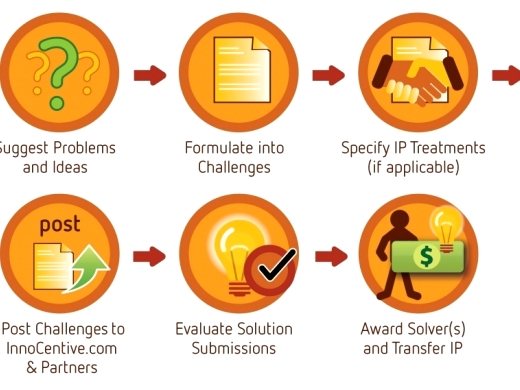 Suggest Problems
and Ideas
Formulate into
Challenges
Specify IP Treatments
(if applicable)
post
Post Challenges to
InnoCentive.com
& Partners
Evaluate Solution
Submissions
$
Award Solver(s)
and Transfer IP